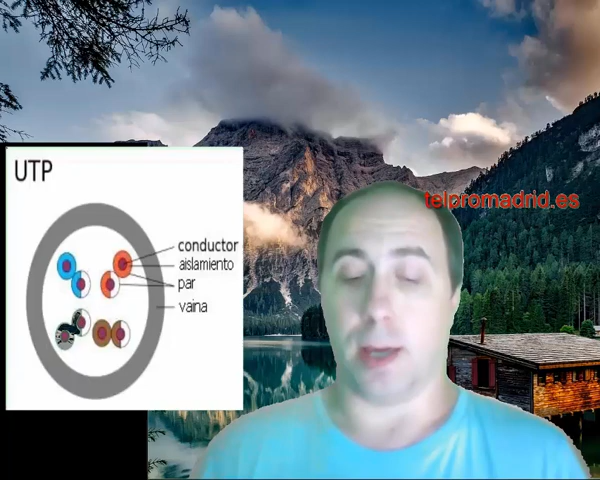 UTP
telpromadrid.es
conductor
aislamiento
par
vaina